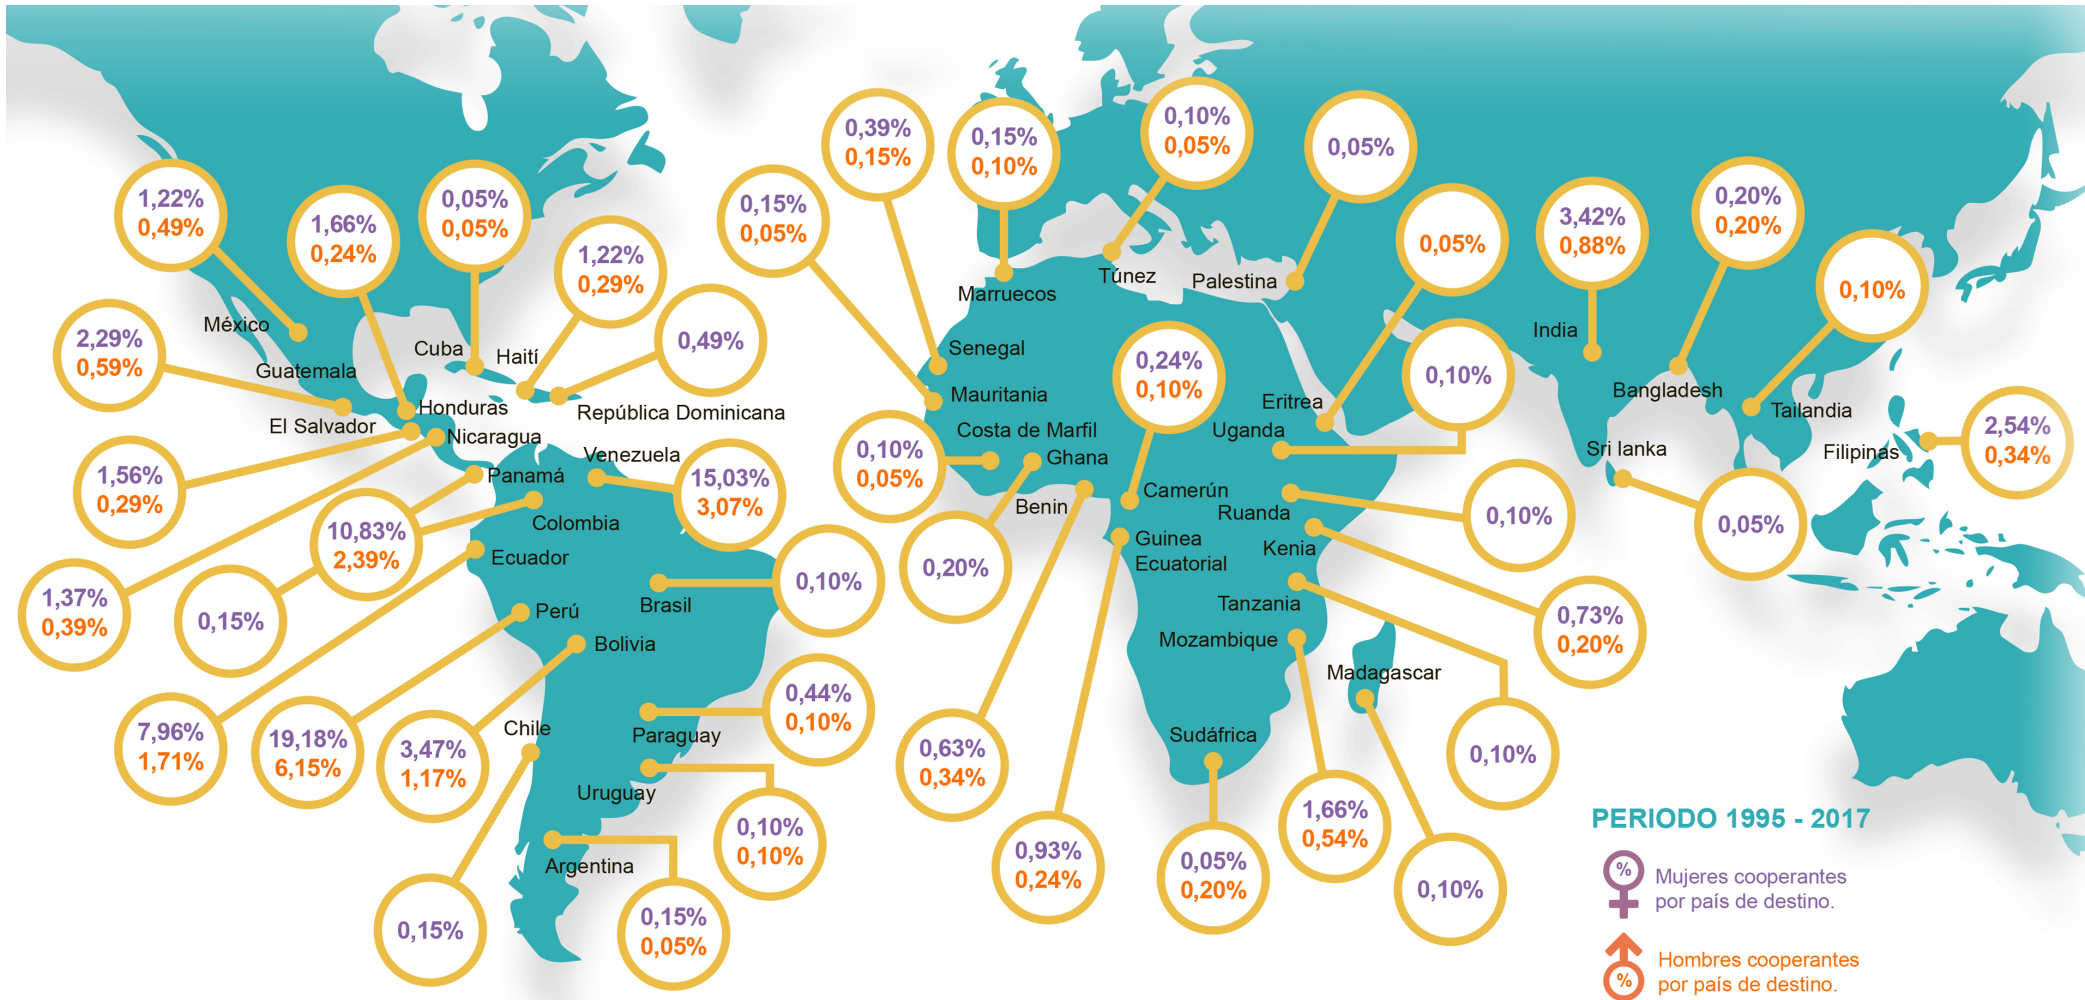 0,39%
0,15%
0,15%
0,10%
0,10%
0,05%
0,05%
1,22%
0,49%
1,66%
0,24%
0,05%
0,05%
1,22%
0,29%
0,15%
0,05%
0,05%
3,42%
0,88%
0,20%
0,20%
0,10%
México
Cuba
Haití
0,49%
Marruecos
Túnez
Palestina
India
2,29%
0,59%
Guatemala
Honduras
República Dominicana
Senegal
Mauritania
0,24%
0,10%
Eritrea
0,10%
Bangladesh
Tailandia
El Salvador
Nicaragua
Venezuela
Costa de Marfil
Ghana
Uganda
Sri lanka
Filipinas
2,54%
0,34%
1,56%
0,29%
Panamá
15,03%
3,07%
0,10%
0,05%
Benin
Camerún
Ruanda
0,10%
0,05%
10,83%
2,39%
Colombia
Ecuador
0,20%
Guinea
Ecuatorial
Kenia
1,37%
0,39%
0,15%
Perú
Brasil
0,10%
Tanzania
0,73%
0,20%
Bolivia
Mozambique
Madagascar
7,96%
1,71%
19,18%
6,15%
3,47%
1,17%
Chile
Paraguay
0,44%
0,10%
0,63%
0,34%
Sudáfrica
0,10%
Uruguay
0,10%
0,10%
Argentina
0,93%
0,24%
0,05%
0,20%
1,66%
0,54%
0,10%
0,15%
0,15%
0,05%
PERIODO 1995 - 2017
%
Mujeres cooperantes
por país de destino.
%
Hombres cooperantes
por país de destino.